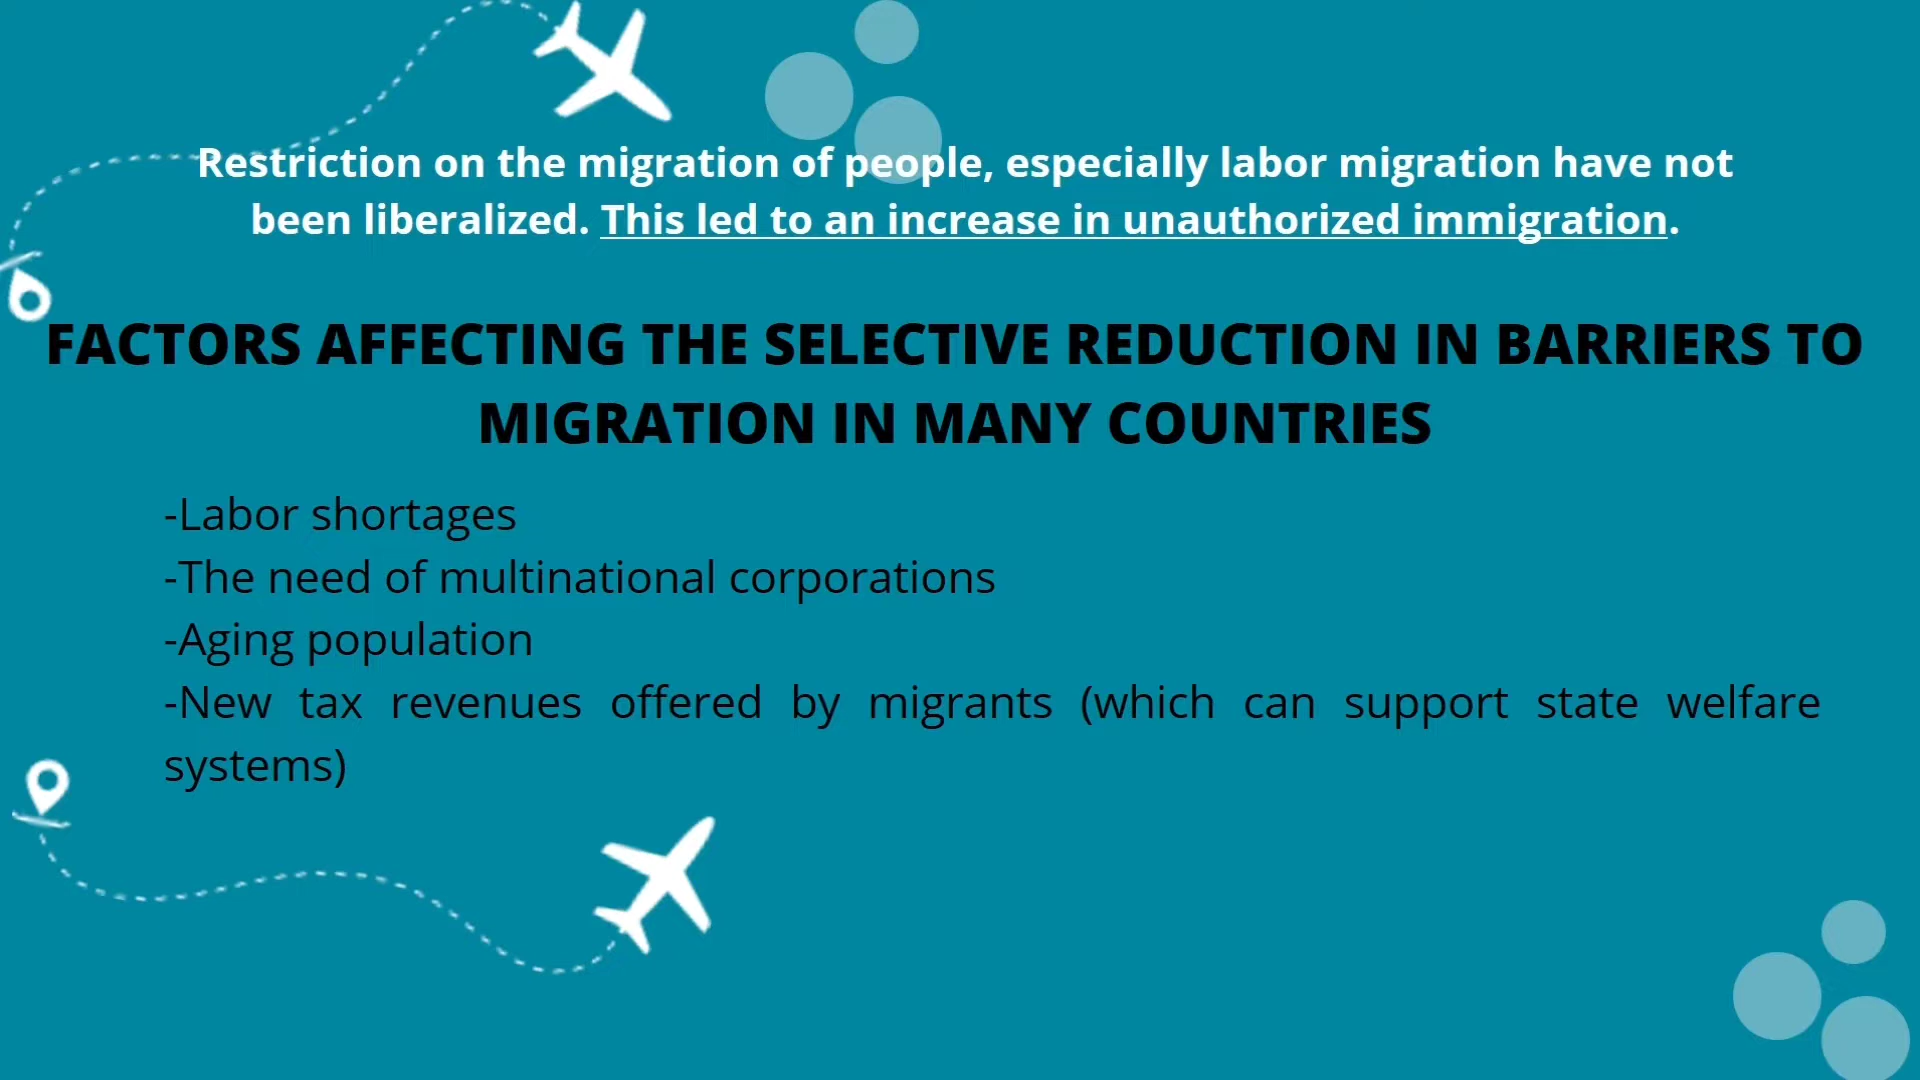 Restriction on the migration of people, especially labor migration have not
been liberalized. This led to an increase in unauthorized immigration.
FACTORS AFFECTING THE SELECTIVE REDUCTION IN BARRIERS TO
MIGRATION IN MANY COUNTRIES
-Labor shortages
-The need of multinational corporations
-Aging population
-New tax revenues offered by migrants (which can support state welfare
systems)